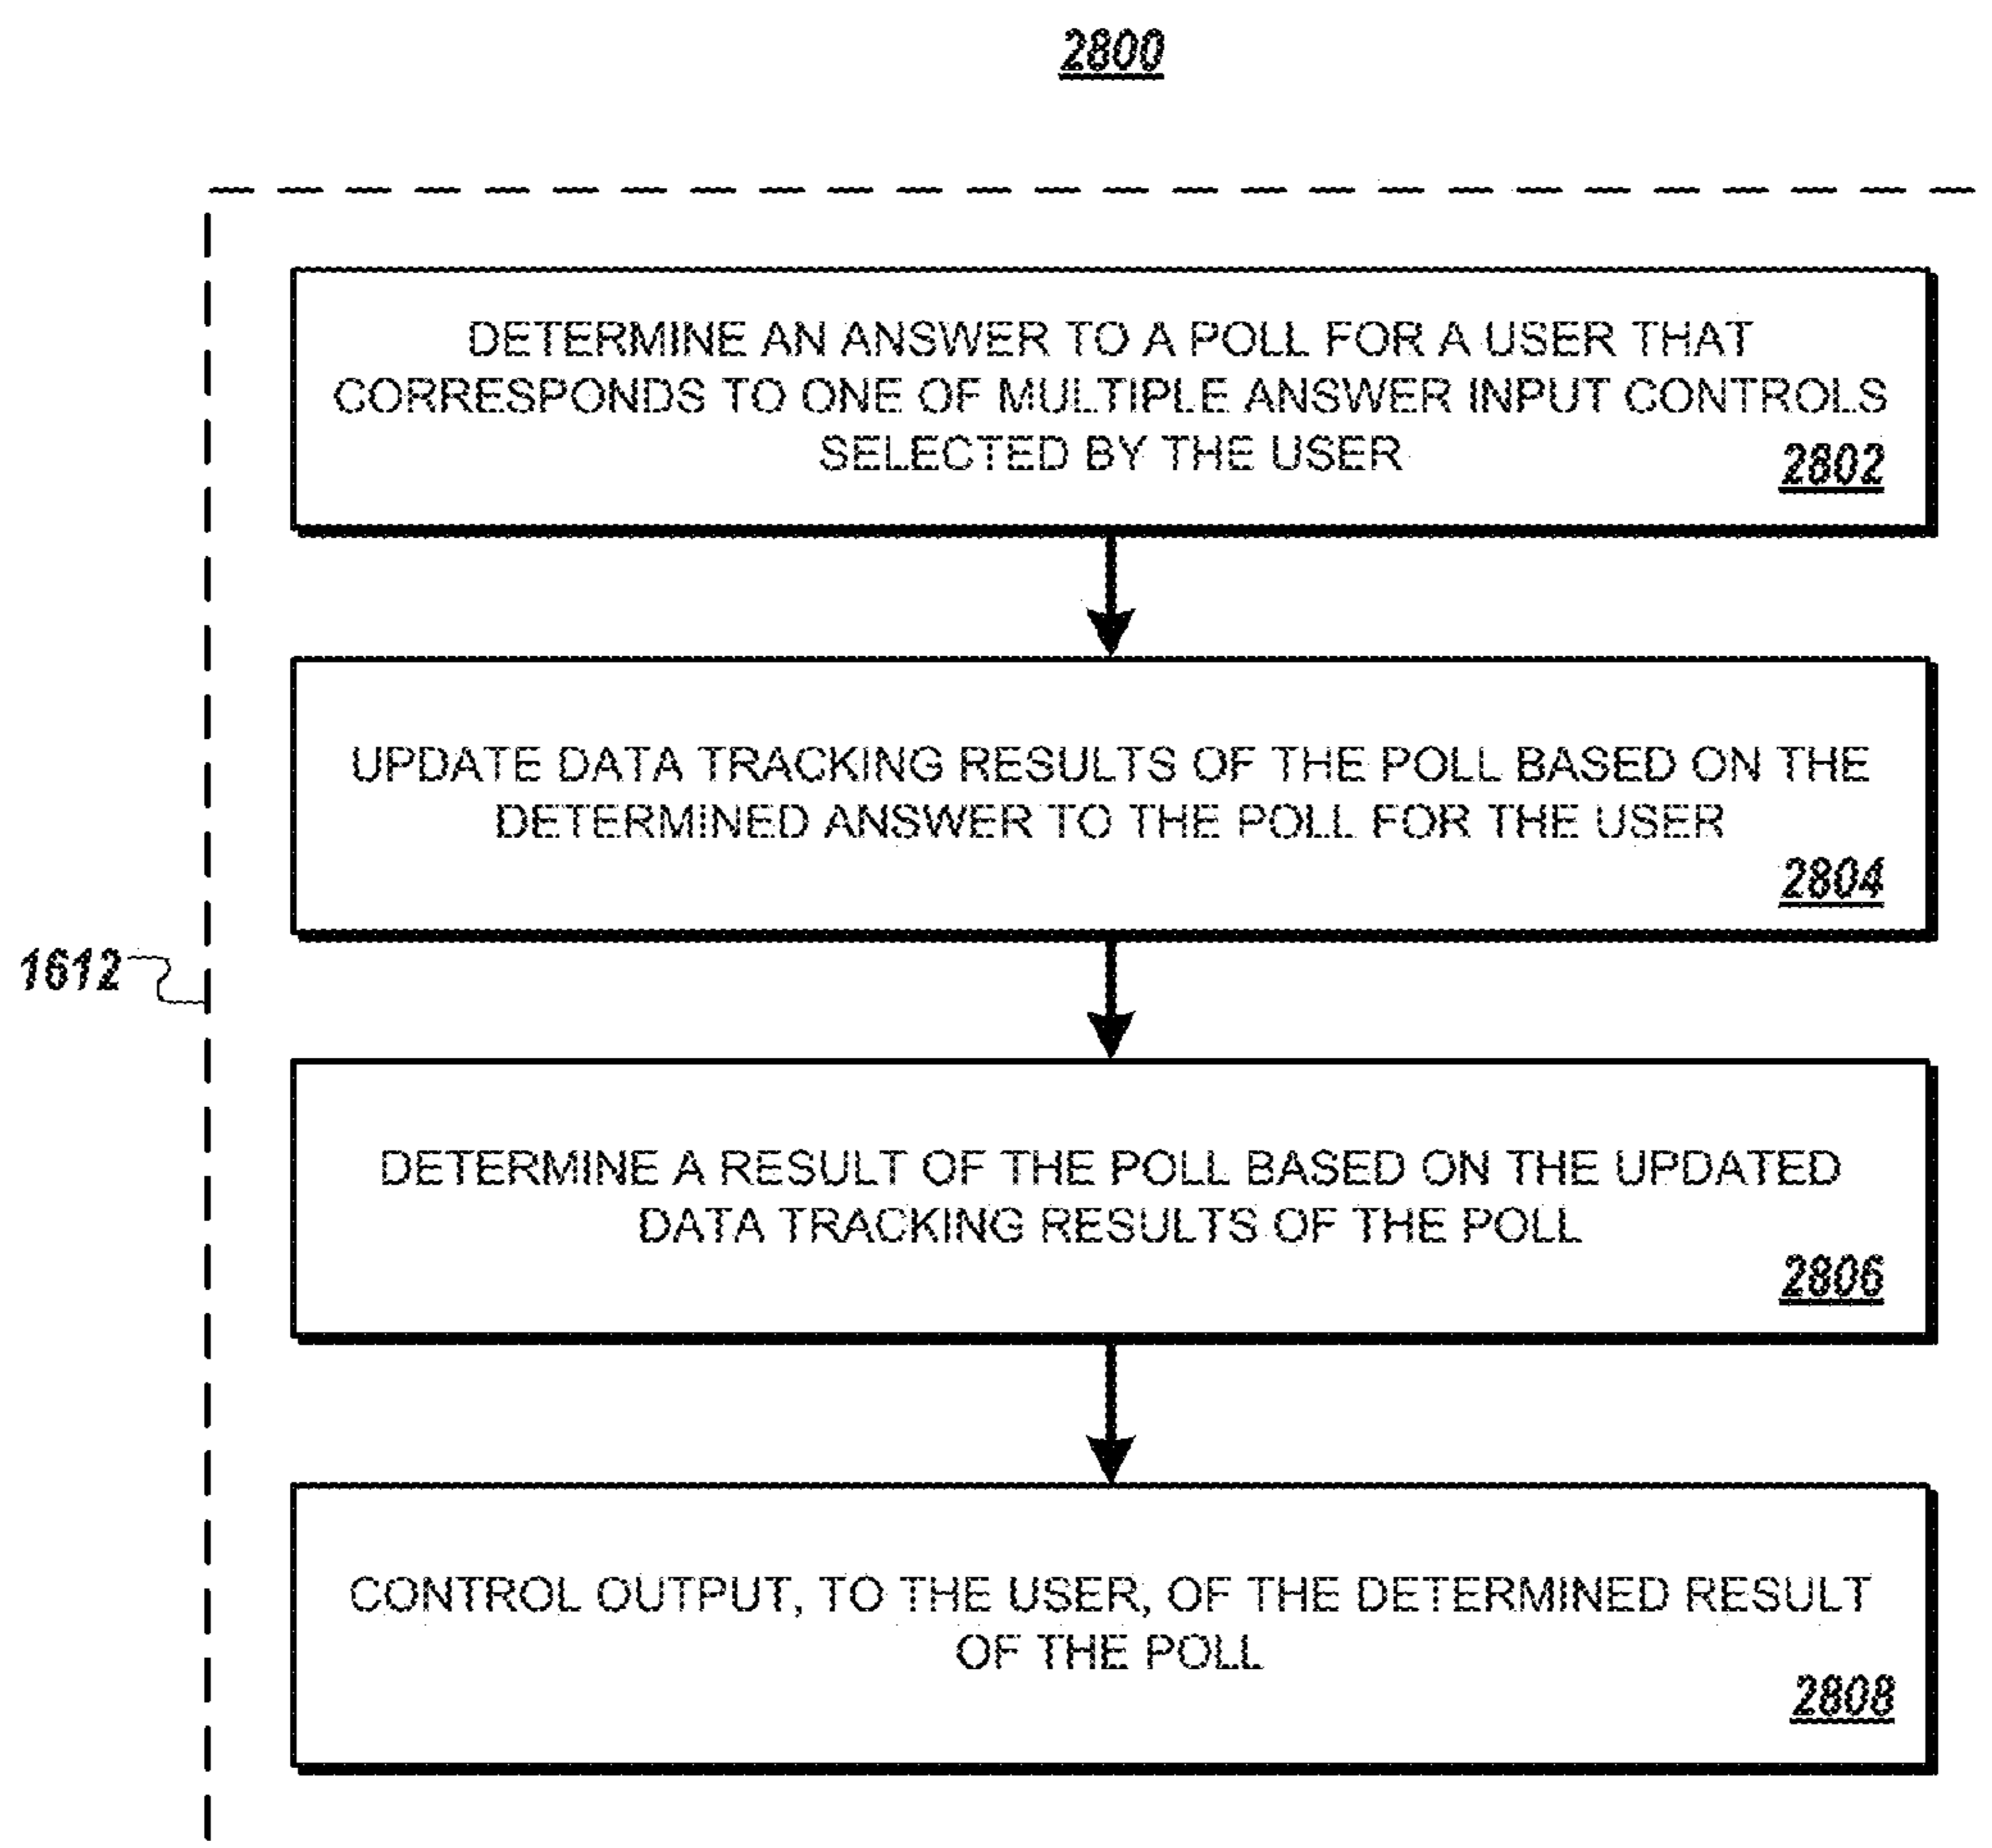 2800
DETERMINE AN ANSWER TO A POLL FOR A USER THAT
CORRESPONDS TO ONE OF MULTIPLE ANSWER INPUT CONTROLS
SELECTED BY THE USER
2802
UPDATE DATA TRACKING RESULTS OF THE POLL BASED ON THE
DETERMINED ANSWER TO THE POLL FOR THE USER
2804
1612
DETERMINE A RESULT OF THE POLL BASED ON THE UPDATED
DATA TRACKING RESULTS OF THE POLL
2806
CONTROL OUTPUT, TO THE USER, OF THE DETERMINED RESULT
OF THE POLL
2808